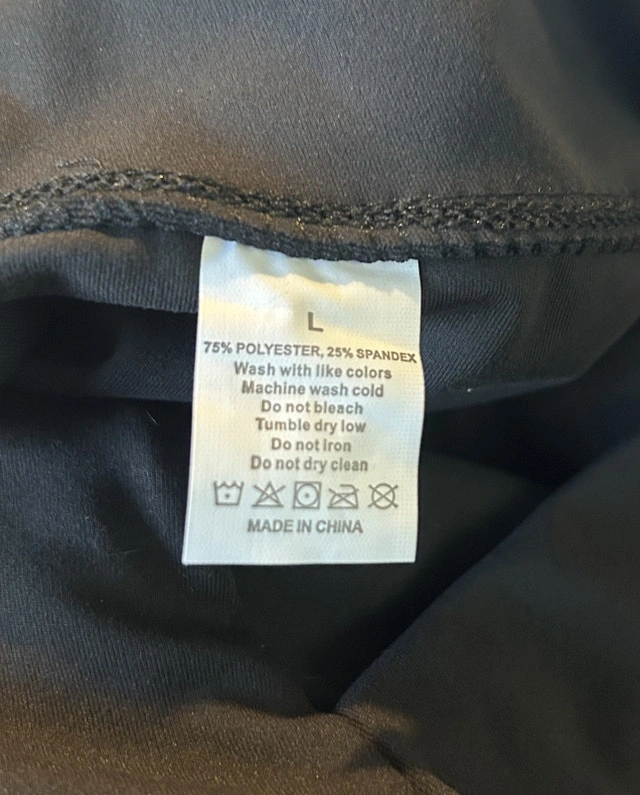 L
75% POLYESTER, 25% SPANDEX
Wash with like colors
Machine wash cold
Do not bleach
Tumble dry low
Do not Iron
Do not dry clean
MADE IN CHINA